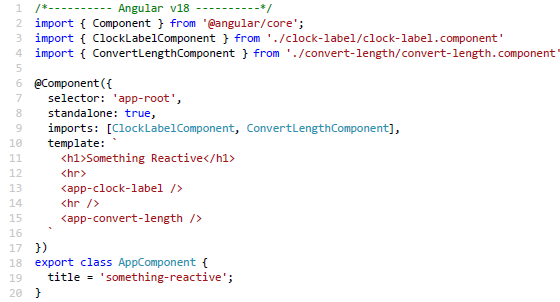 1 /*---------- Angular v18 ----------*/
2 import { Component } from '@angular/core';
3 import { ClockLabelComponent } from './clock-label/clock-label.component'
4 import { ConvertLengthComponent } from './convert-length/convert-length.component'
5
6 @Component({
7   selector: 'app-root',
8   standalone: true,
9   imports: [ClockLabelComponent, ConvertLengthComponent],
10   template: `
11     <h1>Something Reactive</h1>
12     <hr>
13     <app-clock-label />
14     <hr />
15     <app-convert-length />
16   `
17 })
18 export class AppComponent {
19   title = 'something-reactive';
20 }